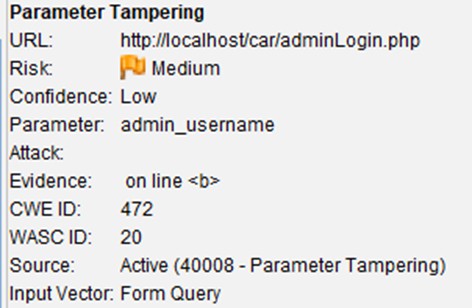 Parameter Tampering
URL: http://localhost/car/adminLogin.php
Risk: Medium
Confidence: Low
Parameter: admin_username
Attack:
Evidence: on line <b>
CWE ID: 472
WASC ID: 20
Source: Active (40008 - Parameter Tampering)
Input Vector: Form Query